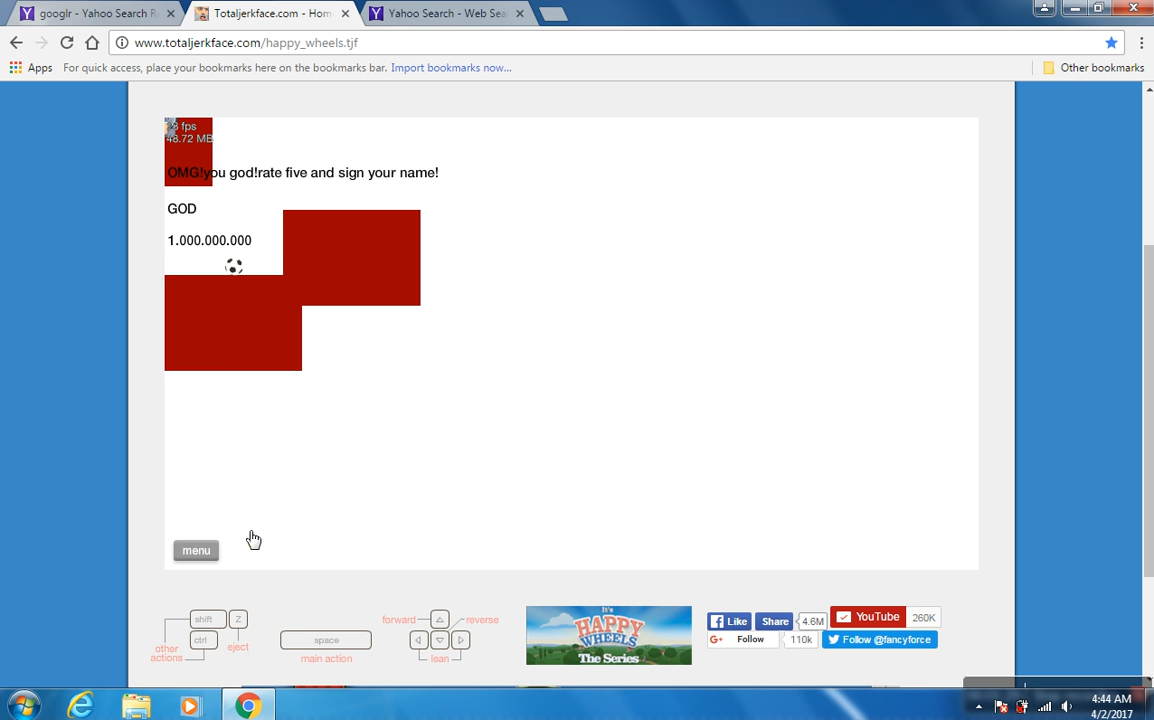 googlr - Yahoo Search R
Totaljerkface.com - Hom
Yahoo Search - Web Sea
www.totaljerkface.com/happy_wheels.tjf
Apps
For quick access, place your bookmarks here on the bookmarks bar. Import bookmarks now...
Other bookmarks
fps
48.72 MB
OMG!you god!rate five and sign your name!
GOD
1.000.000.000
menu
shift
Z
ctrl
other actions
eject
space
main action
forward
reverse
lean
It's
HAPPY
WHEELS
The Series
Like
Share
4.6M
YouTube
260K
G+ Follow
110k
Follow @fancyforce
4:44 AM
4/2/2017